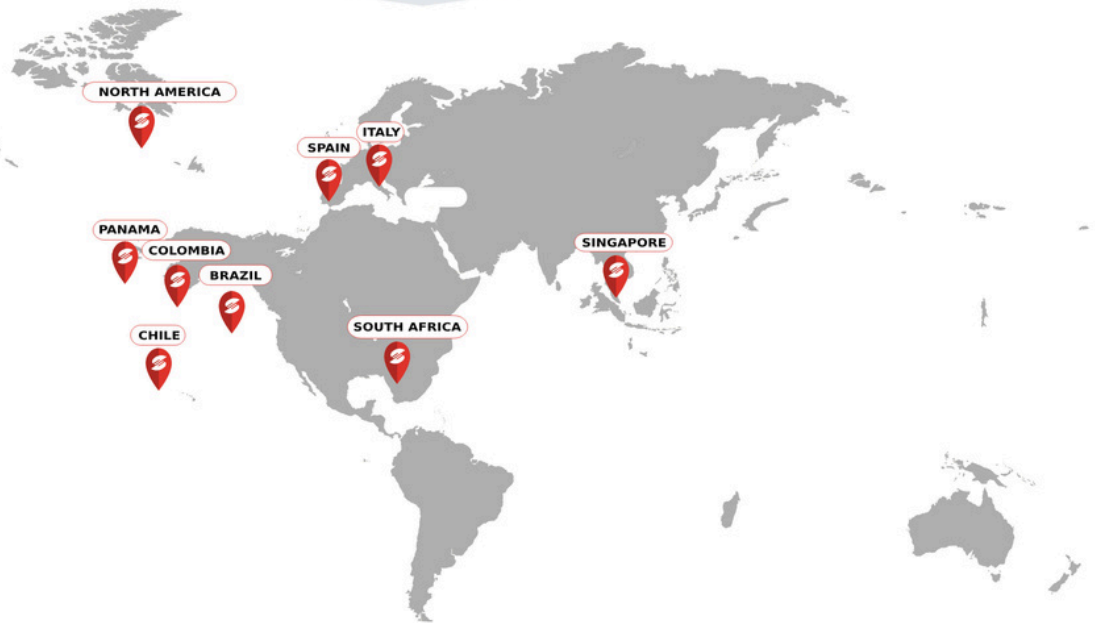 NORTH AMERICA
ITALY
SPAIN
PANAMA
COLOMBIA
SINGAPORE
BRAZIL
SOUTH AFRICA
CHILE